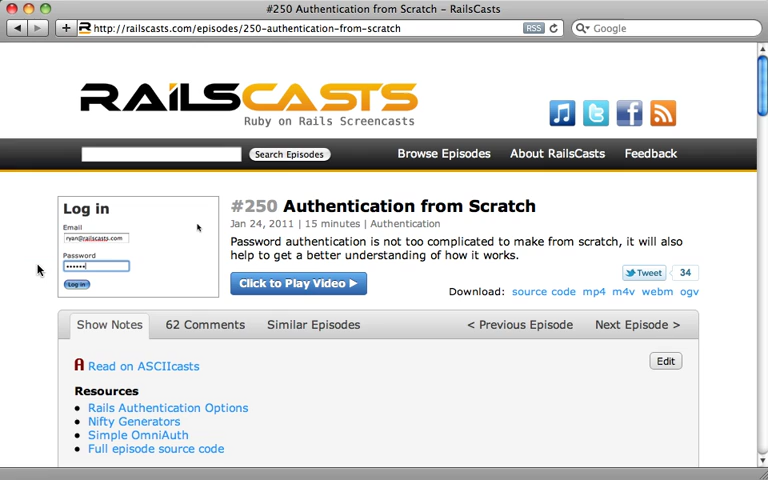 #250 Authentication from Scratch - RailsCasts
http://railscasts.com/episodes/250-authentication-from-scratch
RSS
Google
RAILSCASTS
Ruby on Rails Screencasts
Search Episodes
Browse Episodes
About RailsCasts
Feedback
Log in
Email
ryan@railscasts.com
Password
Log in
#250 Authentication from Scratch
Jan 24, 2011 | 15 minutes | Authentication
Password authentication is not too complicated to make from scratch, it will also
help to get a better understanding of how it works.
Click to Play Video
Tweet
34
Download: source code mp4 m4v webm ogv
Show Notes
62 Comments
Similar Episodes
< Previous Episode
Next Episode >
Read on ASCIIcasts
Edit
Resources
• Rails Authentication Options
• Nifty Generators
• Simple OmniAuth
• Full episode source code